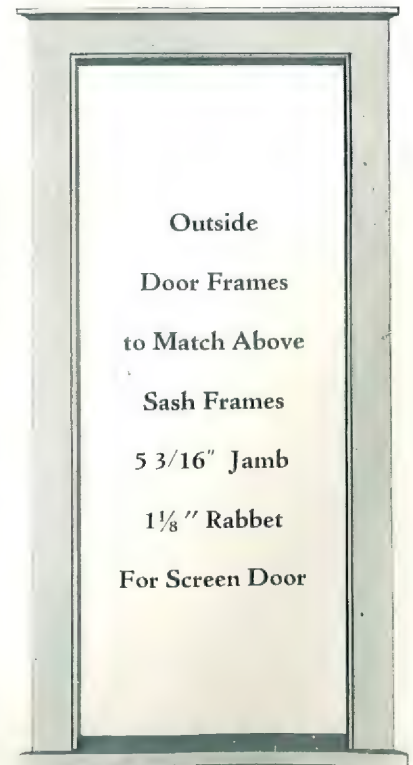 Outside
Door Frames
to Match Above
Sash Frames
5 3/16" Jamb
1⅛" Rabbet
For Screen Door